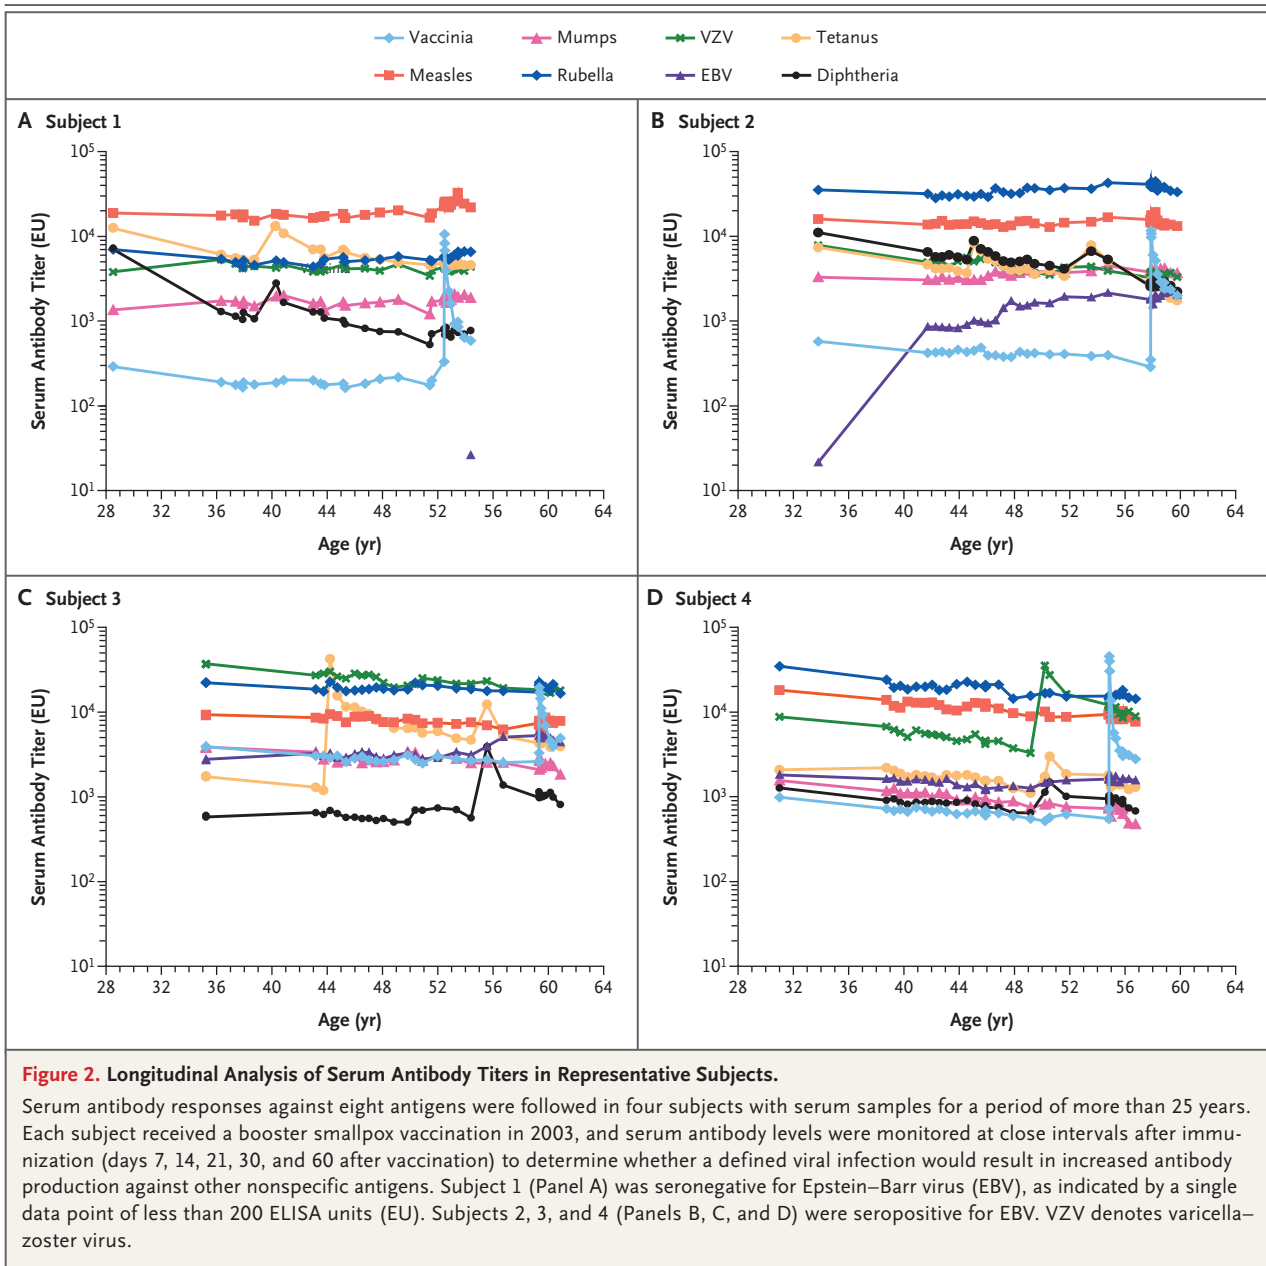 Vaccinia Mumps VZV Tetanus
Measles Rubella EBV Diphtheria
A Subject 1
10⁵
10⁴
10³
10²
10¹
Serum Antibody Titer (EU)
28 32 36 40 44 48 52 56 60 64
Age (yr)
B Subject 2
10⁵
10⁴
10³
10²
10¹
Serum Antibody Titer (EU)
28 32 36 40 44 48 52 56 60 64
Age (yr)
C Subject 3
10⁵
10⁴
10³
10²
10¹
Serum Antibody Titer (EU)
28 32 36 40 44 48 52 56 60 64
Age (yr)
D Subject 4
10⁵
10⁴
10³
10²
10¹
Serum Antibody Titer (EU)
28 32 36 40 44 48 52 56 60 64
Age (yr)
Figure 2. Longitudinal Analysis of Serum Antibody Titers in Representative Subjects.
Serum antibody responses against eight antigens were followed in four subjects with serum samples for a period of more than 25 years.
Each subject received a booster smallpox vaccination in 2003, and serum antibody levels were monitored at close intervals after immu-
nization (days 7, 14, 21, 30, and 60 after vaccination) to determine whether a defined viral infection would result in increased antibody
production against other nonspecific antigens. Subject 1 (Panel A) was seronegative for Epstein–Barr virus (EBV), as indicated by a single
data point of less than 200 ELISA units (EU). Subjects 2, 3, and 4 (Panels B, C, and D) were seropositive for EBV. VZV denotes varicella–
zoster virus.